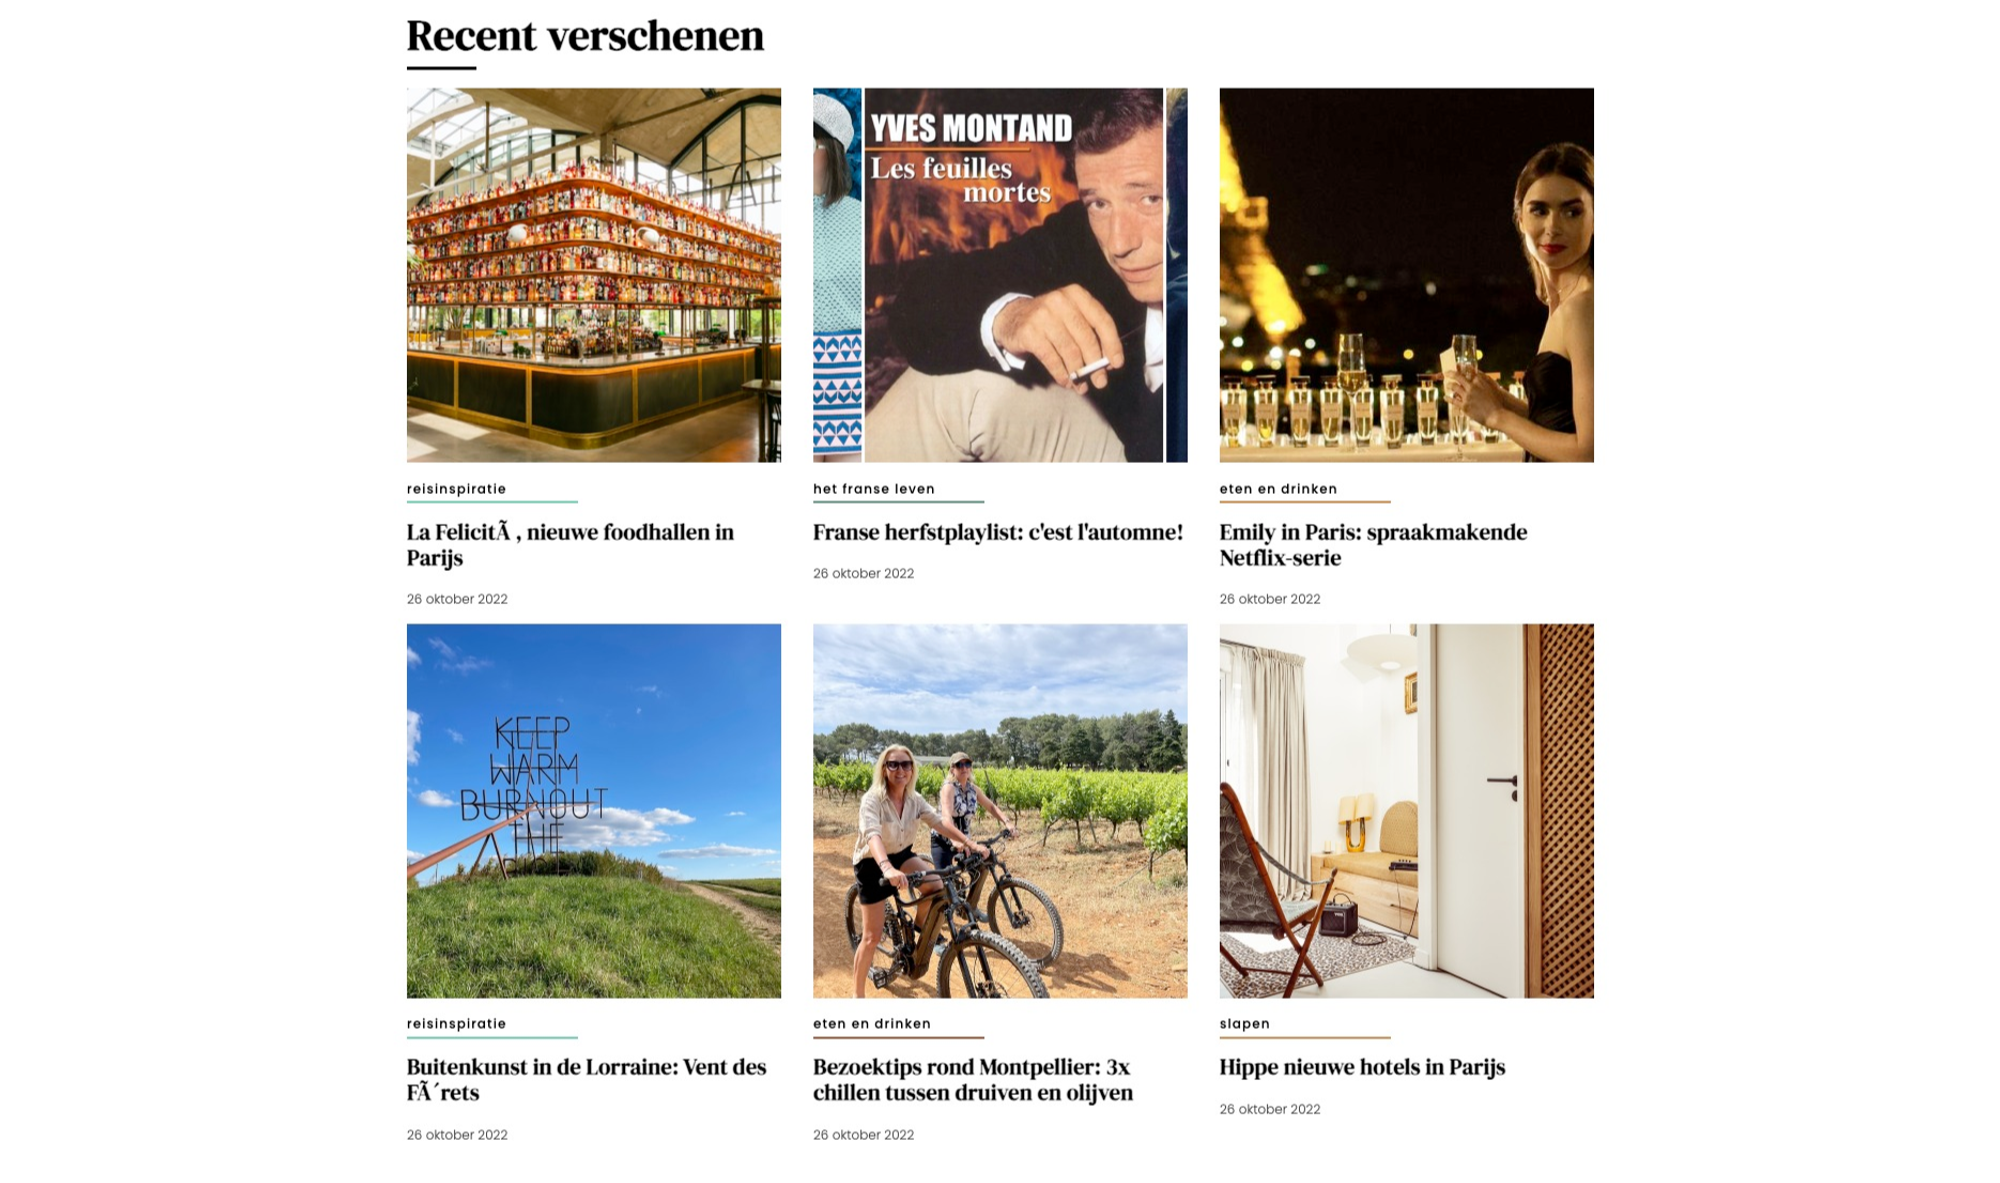 Recent verschenen
YVES MONTAND
Les feuilles
mortes
reisinspiratie
La FelicitÃ , nieuwe foodhallen in
Parijs
26 oktober 2022
het franse leven
Franse herfstplaylist: c'est l'automne!
26 oktober 2022
eten en drinken
Emily in Paris: spraakmakende
Netflix-serie
26 oktober 2022
KEEP
WARM
BURNOUT
THE
reisinspiratie
Buitenkunst in de Lorraine: Vent des
FÃ´rets
26 oktober 2022
eten en drinken
Bezoektips rond Montpellier: 3x
chillen tussen druiven en olijven
26 oktober 2022
slapen
Hippe nieuwe hotels in Parijs
26 oktober 2022